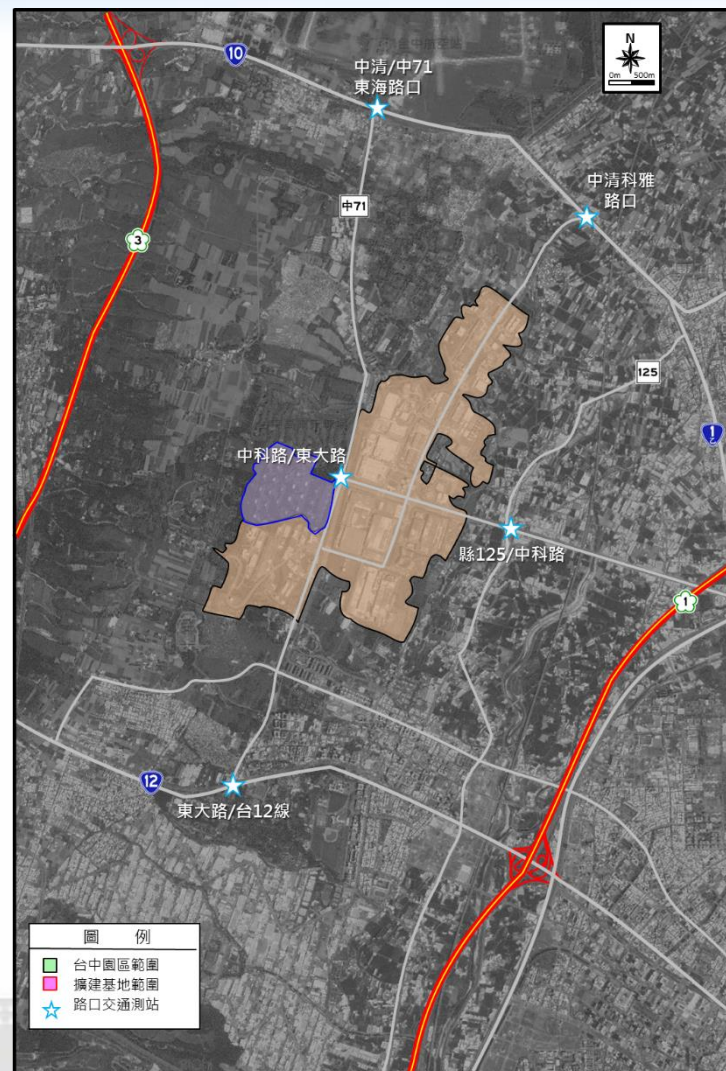 10
N
0m 500m
中清/中71
東海路口
中清科雅
路口
中71
3
125
1乙
中科路/東大路
縣125/中科路
1
12
東大路/台12線
圖 例
台中園區範圍
擴建基地範圍
路口交通測站